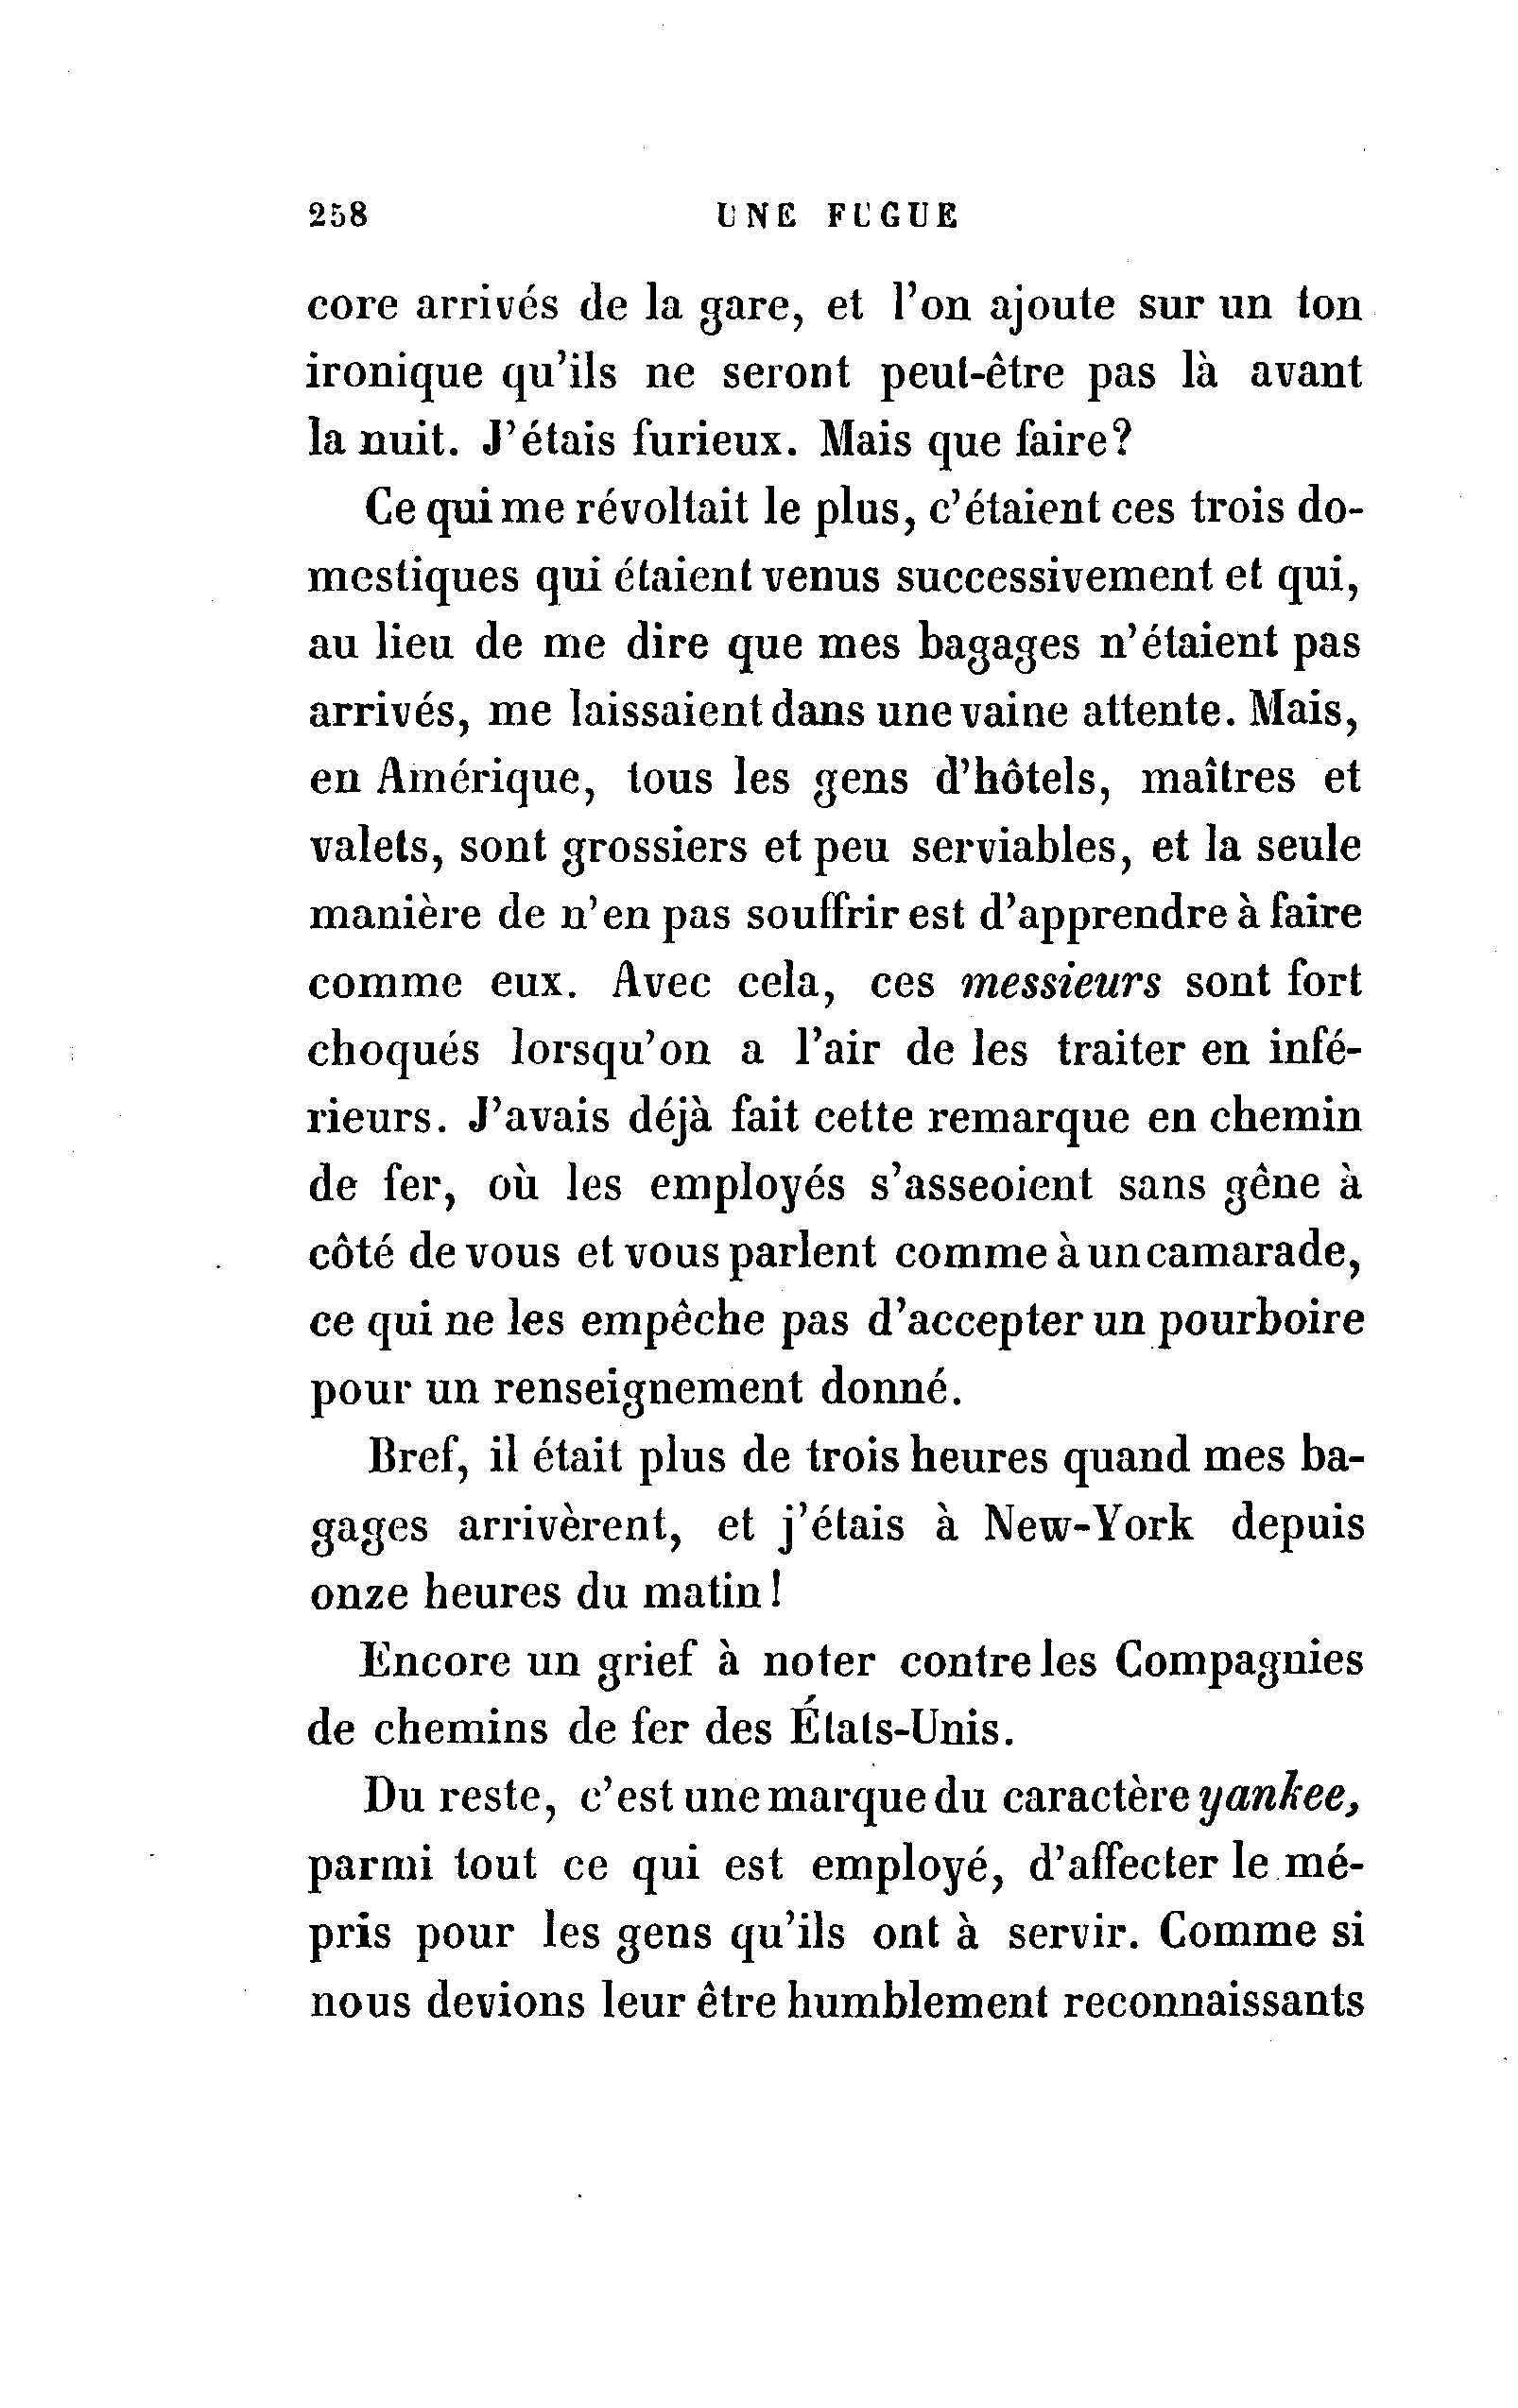 258 UNE FUGUE
core arrivés de la gare, et l'on ajoute sur un ton
ironique qu'ils ne seront peut-être pas là avant
la nuit. J'étais furieux. Mais que faire?
Ce qui me révoltait le plus, c'étaient ces trois do-
mestiques qui étaient venus successivement et qui,
au lieu de me dire que mes bagages n'étaient pas
arrivés, me laissaient dans une vaine attente. Mais,
en Amérique, tous les gens d'hôtels, maîtres et
valets, sont grossiers et peu serviables, et la seule
manière de n'en pas souffrir est d'apprendre à faire
comme eux. Avec cela, ces messieurs sont fort
choqués lorsqu'on a l'air de les traiter en infé-
rieurs. J'avais déjà fait cette remarque en chemin
de fer, où les employés s'asseoient sans gêne à
côté de vous et vous parlent comme à un camarade,
ce qui ne les empêche pas d'accepter un pourboire
pour un renseignement donné.
Bref, il était plus de trois heures quand mes ba-
gages arrivèrent, et j'étais à New-York depuis
onze heures du matin!
Encore un grief à noter contre les Compagnies
de chemins de fer des États-Unis.
Du reste, c'est une marque du caractère yankee,
parmi tout ce qui est employé, d'affecter le mé-
pris pour les gens qu'ils ont à servir. Comme si
nous devions leur être humblement reconnaissants